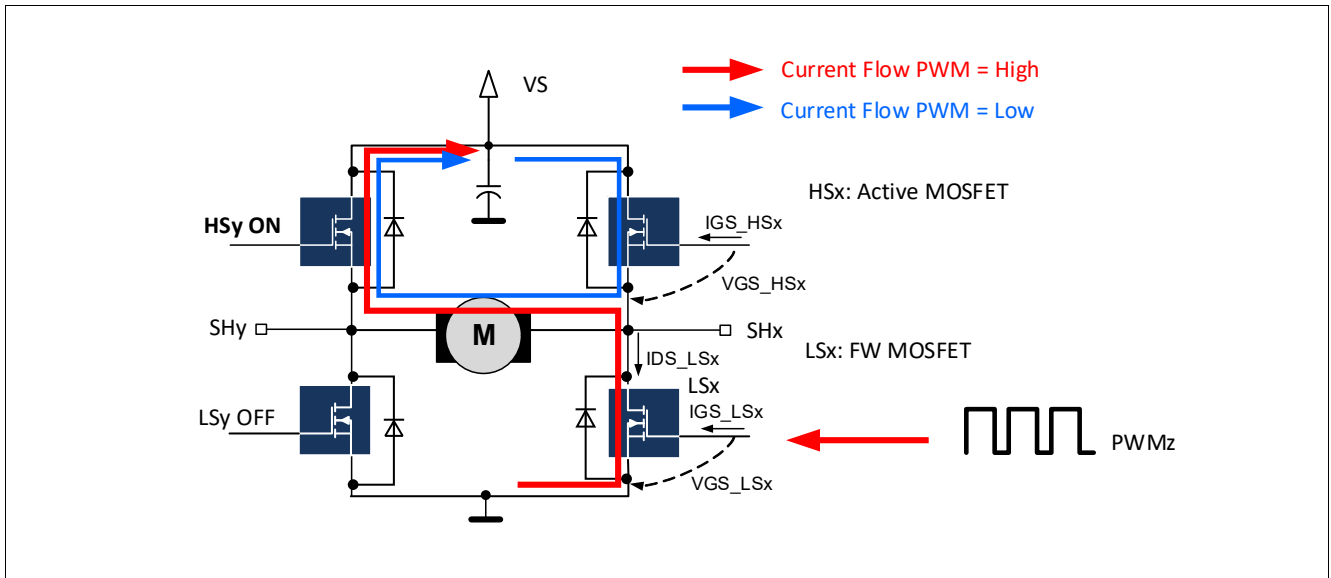 VS
Current Flow PWM = High
Current Flow PWM = Low
HSx: Active MOSFET
HSy ON
IGS_HSx
VGS_HSx
SHy
M
SHx
LSx: FW MOSFET
IDS_LSx
LSx
LSy OFF
IGS_LSx
PWMz
VGS_LSx